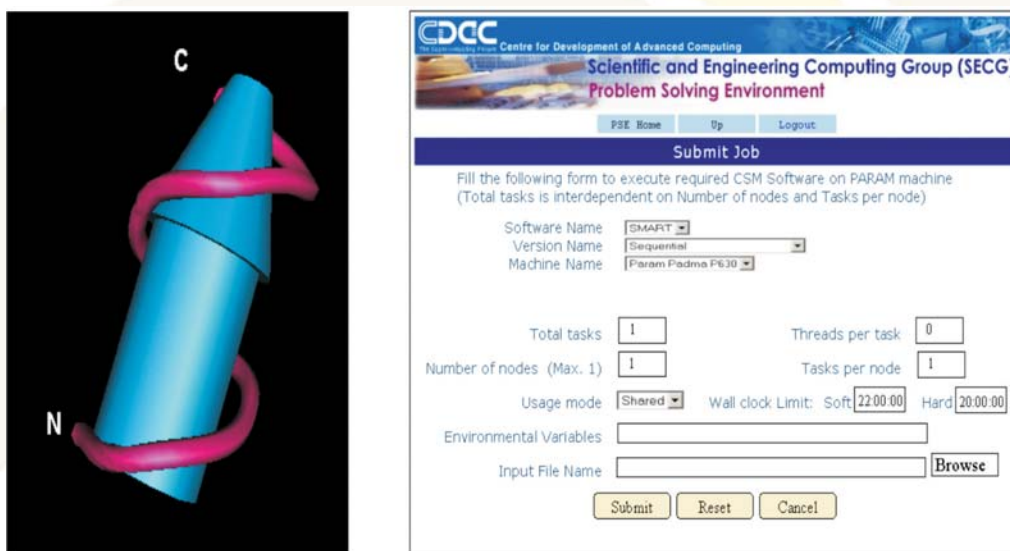 C
N
CDCC
Centre for Development of Advanced Computing
Scientific and Engineering Computing Group (SECG)
Problem Solving Environment
PSE Home Up Logout
Submit Job
Fill the following form to execute required CSM Software on PARAM machine
(Total tasks is interdependent on Number of nodes and Tasks per node)
Software Name SMART
Version Name Sequential
Machine Name Param Padma P630
Total tasks 1 Threads per task 0
Number of nodes (Max. 1) 1 Tasks per node 1
Usage mode Shared Wall clock Limit: Soft 22:00:00 Hard 20:00:00
Environmental Variables
Input File Name Browse
Submit Reset Cancel